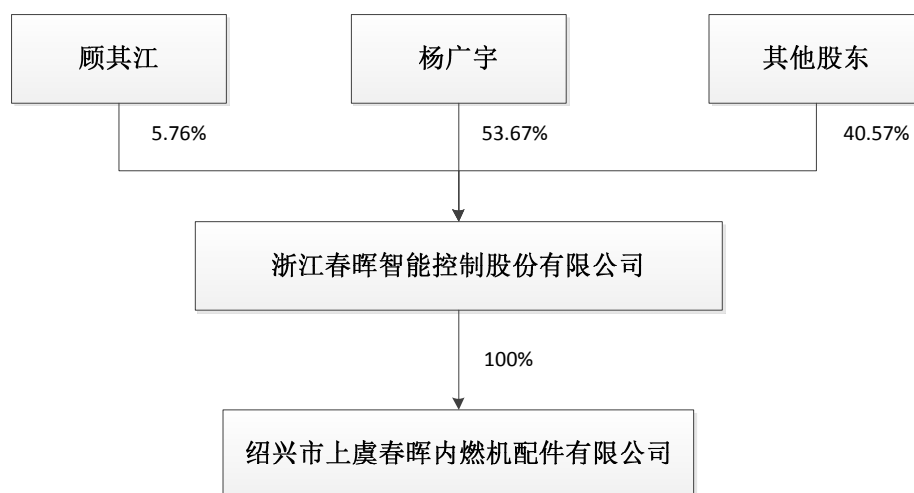 顾其江
杨广宇
其他股东
5.76%
53.67%
40.57%
浙江春晖智能控制股份有限公司
100%
绍兴市上虞春晖内燃机配件有限公司